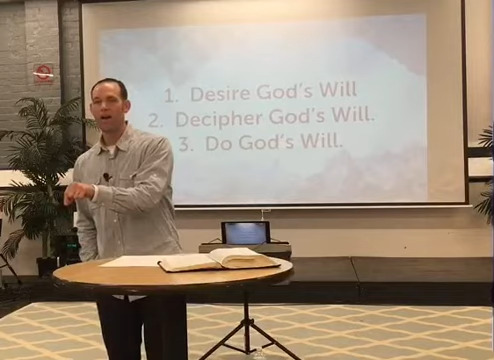 1. Desire God's Will
2. Decipher God's Will.
3. Do God's Will.